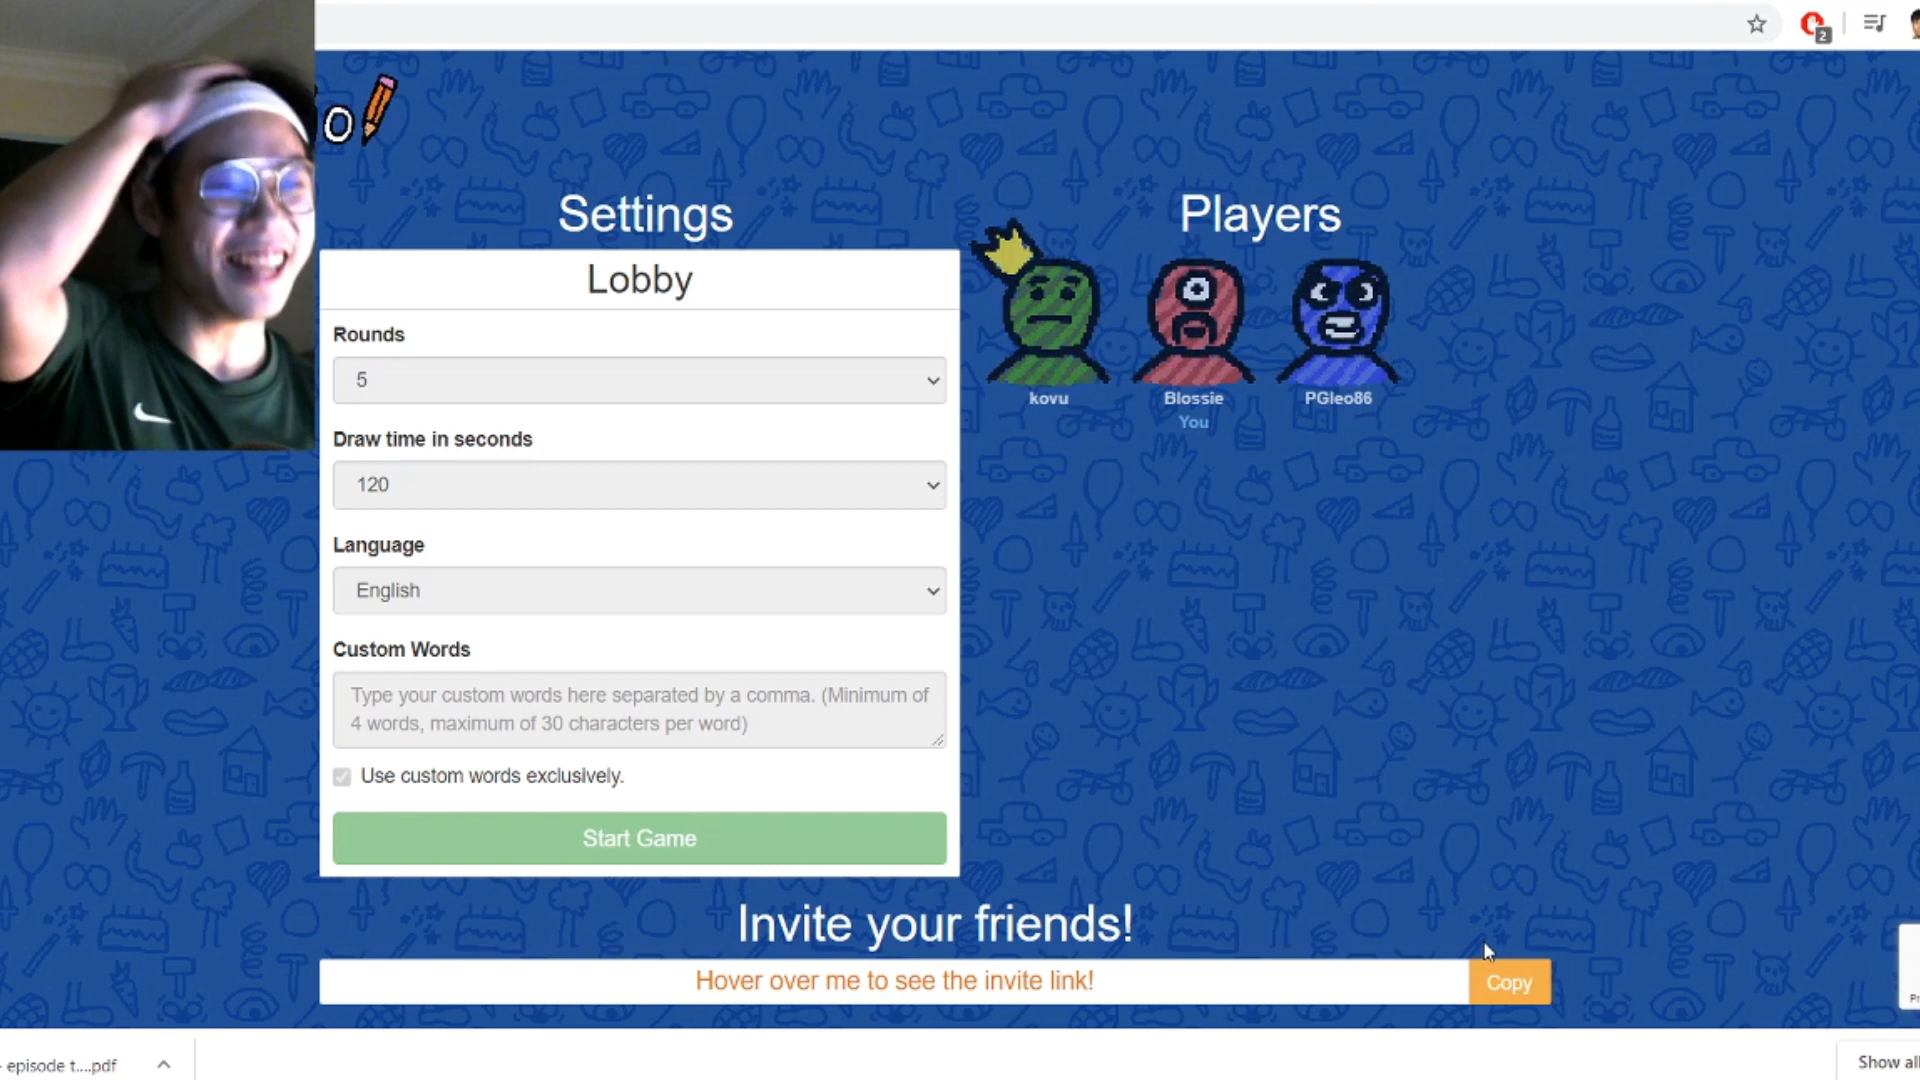 2
o
Settings
Players
Lobby
Rounds
5
kovu
Blossie
PGleo86
You
Draw time in seconds
120
Language
English
Custom Words
Type your custom words here separated by a comma. (Minimum of
4 words, maximum of 30 characters per word)
Use custom words exclusively.
Start Game
Invite your friends!
Hover over me to see the invite link!
Copy
episode t....pdf
Show all